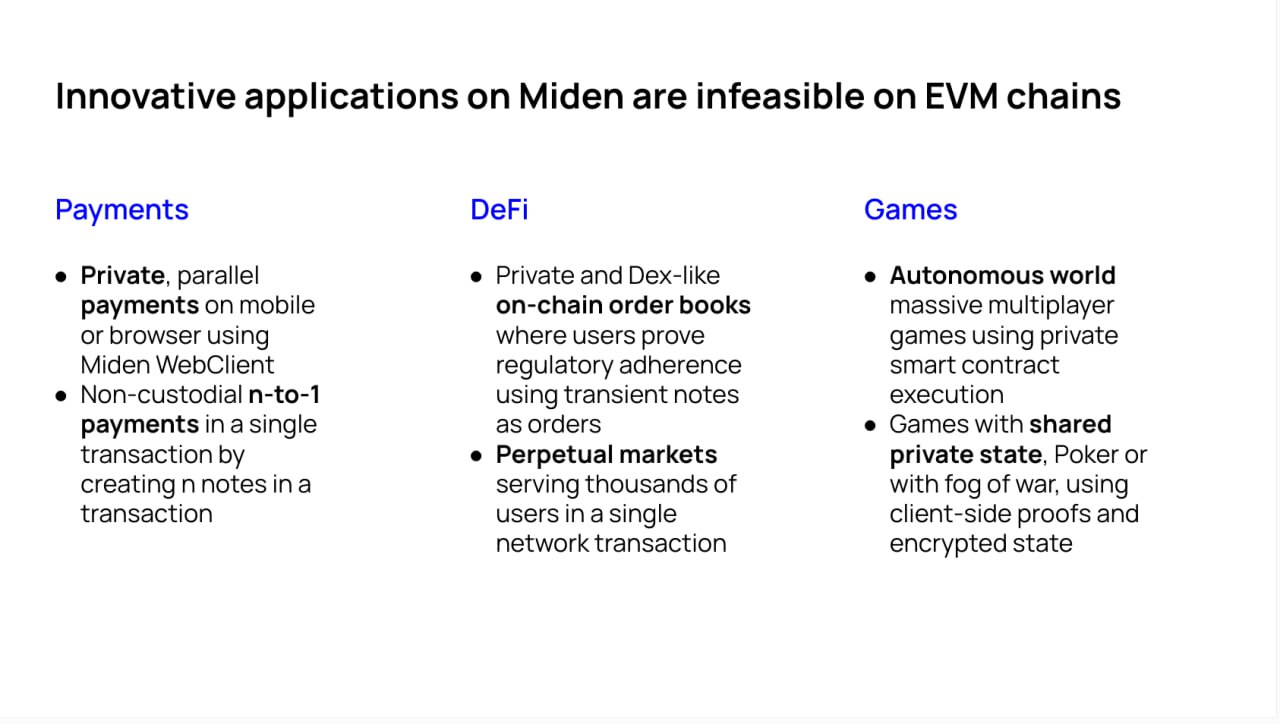 Innovative applications on Miden are infeasible on EVM chains
Payments
● Private, parallel
payments on mobile
or browser using
Miden WebClient
● Non-custodial n-to-1
payments in a single
transaction by
creating n notes in a
transaction
DeFi
● Private and Dex-like
on-chain order books
where users prove
regulatory adherence
using transient notes
as orders
● Perpetual markets
serving thousands of
users in a single
network transaction
Games
● Autonomous world
massive multiplayer
games using private
smart contract
execution
● Games with shared
private state, Poker or
with fog of war, using
client-side proofs and
encrypted state